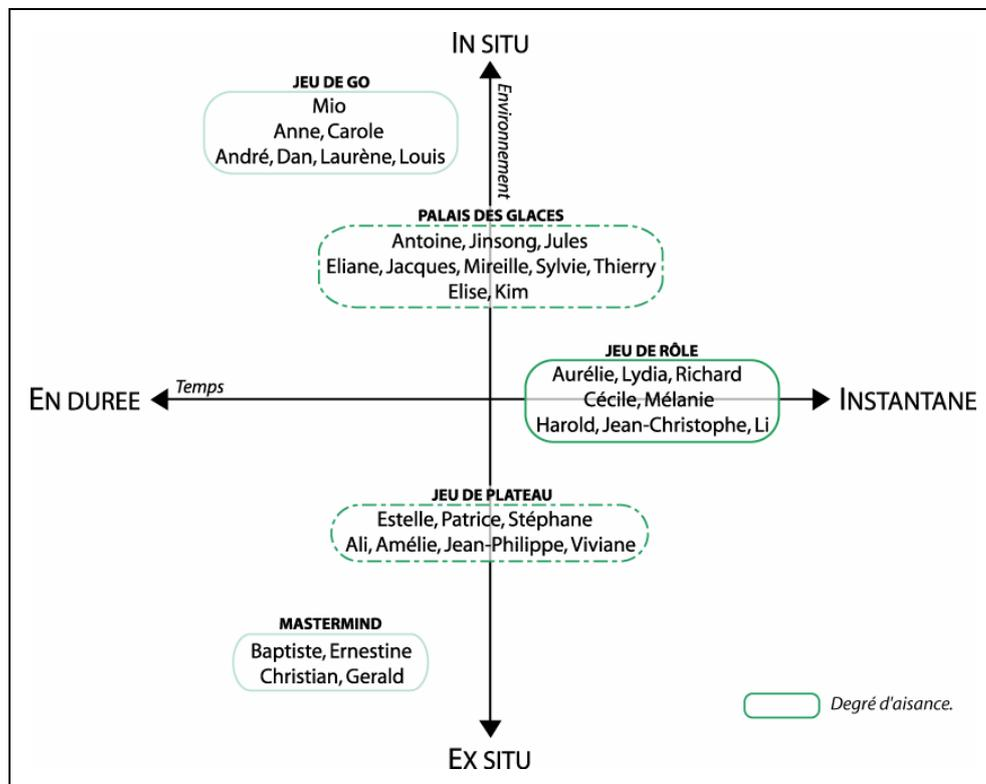 IN SITU
Environnement
JEU DE GO
Mio
Anne, Carole
André, Dan, Laurène, Louis
PALAIS DES GLACES
Antoine, Jinsong, Jules
Eliane, Jacques, Mireille, Sylvie, Thierry
Elise, Kim
JEU DE RÔLE
Aurélie, Lydia, Richard
Cécile, Mélanie
Harold, Jean-Christophe, Li
EN DUREE
Temps
INSTANTANE
JEU DE PLATEAU
Estelle, Patrice, Stéphane
Ali, Amélie, Jean-Philippe, Viviane
MASTERMIND
Baptiste, Ernestine
Christian, Gerald
Degré d'aisance.
EX SITU